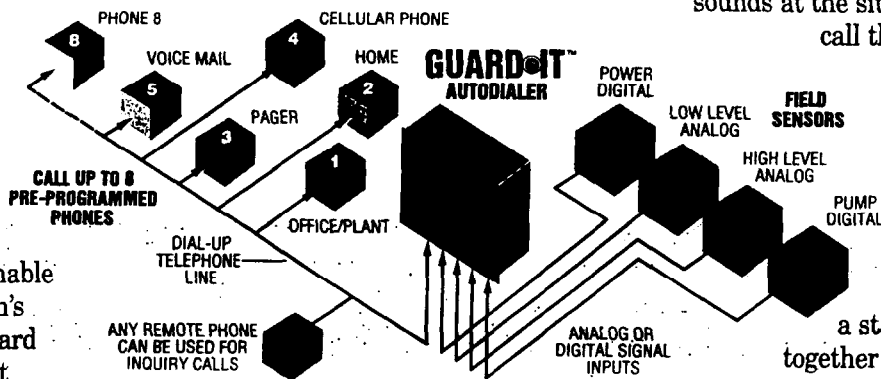 sounds at the sit
call th
PHONE 8
8
CELLULAR PHONE
4
VOICE MAIL
5
HOME
2
PAGER
3
GUARD IT™
AUTODIALER
POWER
DIGITAL
LOW LEVEL
ANALOG
FIELD
SENSORS
HIGH LEVEL
ANALOG
PUMP
DIGITAL
1
OFFICE/PLANT
CALL UP TO 8
PRE-PROGRAMMED
PHONES
DIAL-UP
TELEPHONE
LINE
nable
n's
ard
t
ANY REMOTE PHONE
CAN BE USED FOR
INQUIRY CALLS
ANALOG OR
DIGITAL SIGNAL
INPUTS
a st
together